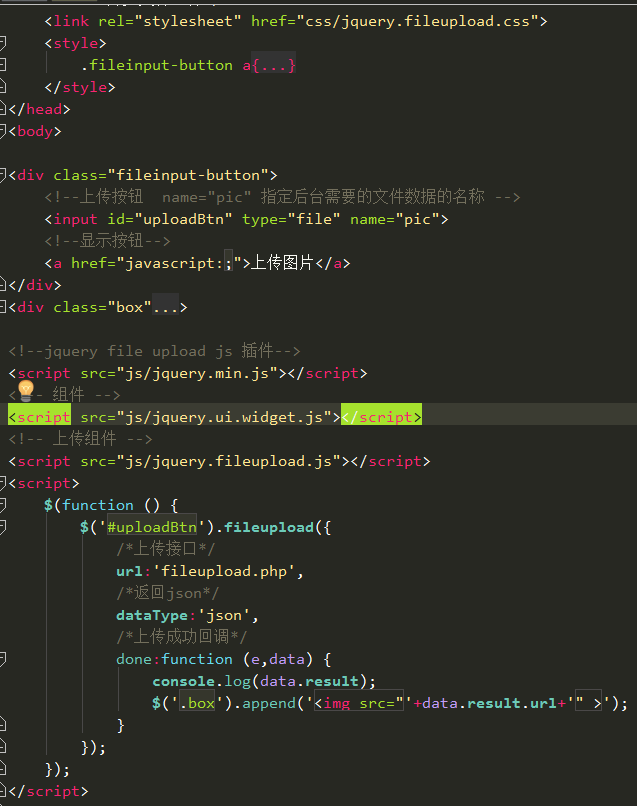 <link rel="stylesheet" href="css/jquery.fileupload.css">
<style>
.fileinput-button a{...}
</style>
</head>
<body>
<div class="fileinput-button">
<!--上传按钮  name="pic" 指定后台需要的文件数据的名称 -->
<input id="uploadBtn" type="file" name="pic">
<!--显示按钮-->
<a href="javascript:;">上传图片</a>
</div>
<div class="box"...>
<!--jquery file upload js 插件-->
<script src="js/jquery.min.js"></script>
<- 组件 -->
<script src="js/jquery.ui.widget.js"></script>
<!-- 上传组件 -->
<script src="js/jquery.fileupload.js"></script>
<script>
$(function () {
$('#uploadBtn').fileupload({
/*上传接口*/
url:'fileupload.php',
/*返回json*/
dataType:'json',
/*上传成功回调*/
done:function (e,data) {
console.log(data.result);
$('.box').append('<img src="'+data.result.url+'" >');
}
});
});
</script>